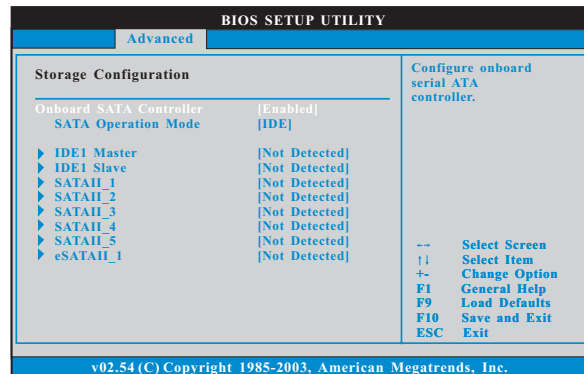 BIOS SETUP UTILITY
Advanced
Storage Configuration
Onboard SATA Controller [Enabled]
SATA Operation Mode [IDE]
IDE1 Master [Not Detected]
IDE1 Slave [Not Detected]
SATAII_1 [Not Detected]
SATAII_2 [Not Detected]
SATAII_3 [Not Detected]
SATAII_4 [Not Detected]
SATAII_5 [Not Detected]
eSATAII_1 [Not Detected]
Configure onboard
serial ATA
controller.
←→ Select Screen
↑↓ Select Item
+- Change Option
F1 General Help
F9 Load Defaults
F10 Save and Exit
ESC Exit
v02.54 (C) Copyright 1985-2003, American Megatrends, Inc.